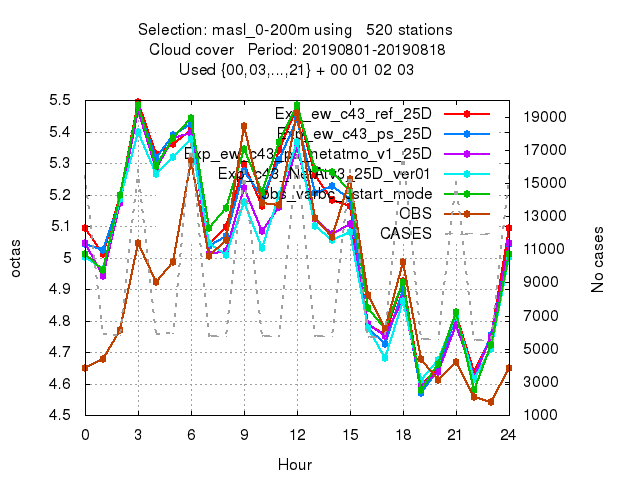 Selection: masl_0-200m using 520 stations
Cloud cover Period: 20190801-20190818
Used {00,03,...,21} + 00 01 02 03
5.5
5.4
5.3
5.2
5.1
5
4.9
4.8
4.7
4.6
4.5
octas
0 3 6 9 12 15 18 21 24
Hour
19000
17000
15000
13000
11000
9000
7000
5000
3000
1000
No cases
Exp_ew_c43_ref_25D
Exp_ew_c43_ps_25D
Exp_ew_c43_ps_netatmo_v1_25D
25D_ver01
start_mode
OBS
CASES